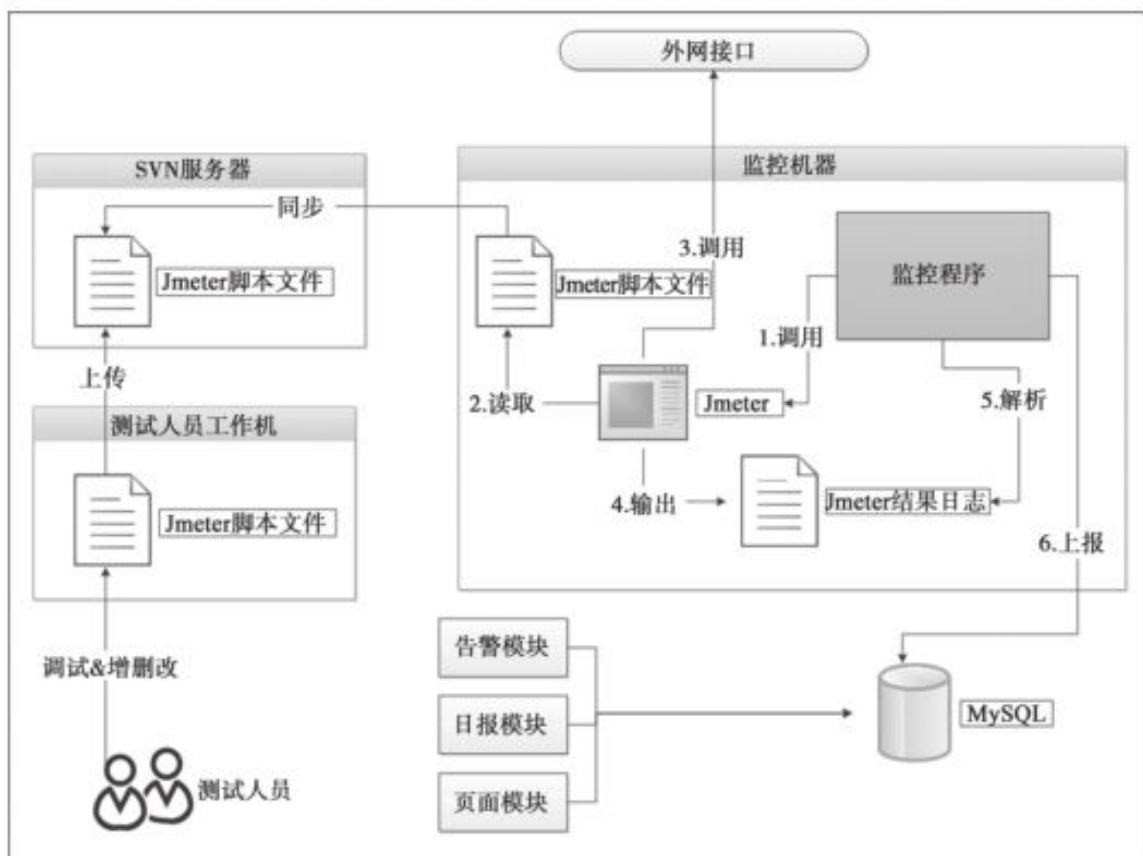 外网接口
SVN服务器
监控机器
同步
Jmeter脚本文件
3.调用
Jmeter脚本文件
监控程序
1.调用
上传
2.读取
Jmeter
5.解析
测试人员工作机
4.输出
Jmeter结果日志
Jmeter脚本文件
6.上报
告警模块
调试&增删改
日报模块
MySQL
测试人员
页面模块